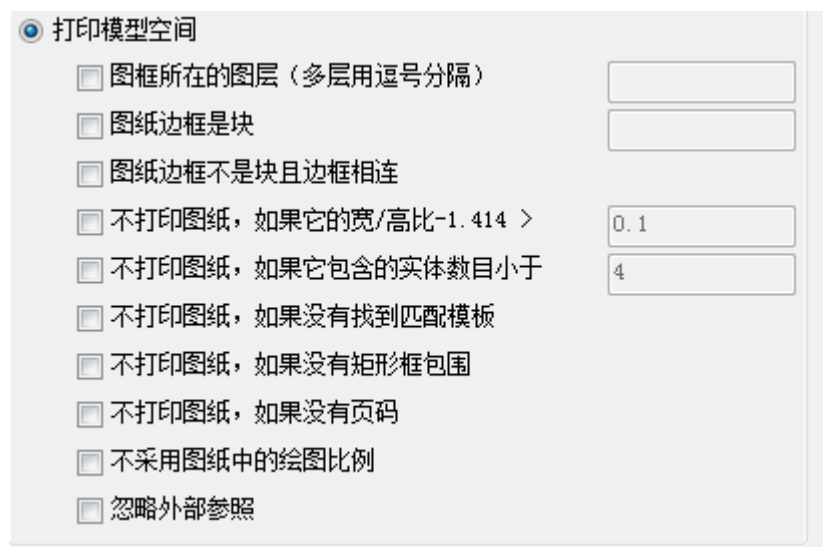 打印模型空间
图框所在的图层（多层用逗号分隔）
图纸边框是块
图纸边框不是块且边框相连
不打印图纸，如果它的宽/高比-1.414 > 0.1
不打印图纸，如果它包含的实体数目小于 4
不打印图纸，如果没有找到匹配模板
不打印图纸，如果没有矩形框包围
不打印图纸，如果没有页码
不采用图纸中的绘图比例
忽略外部参照